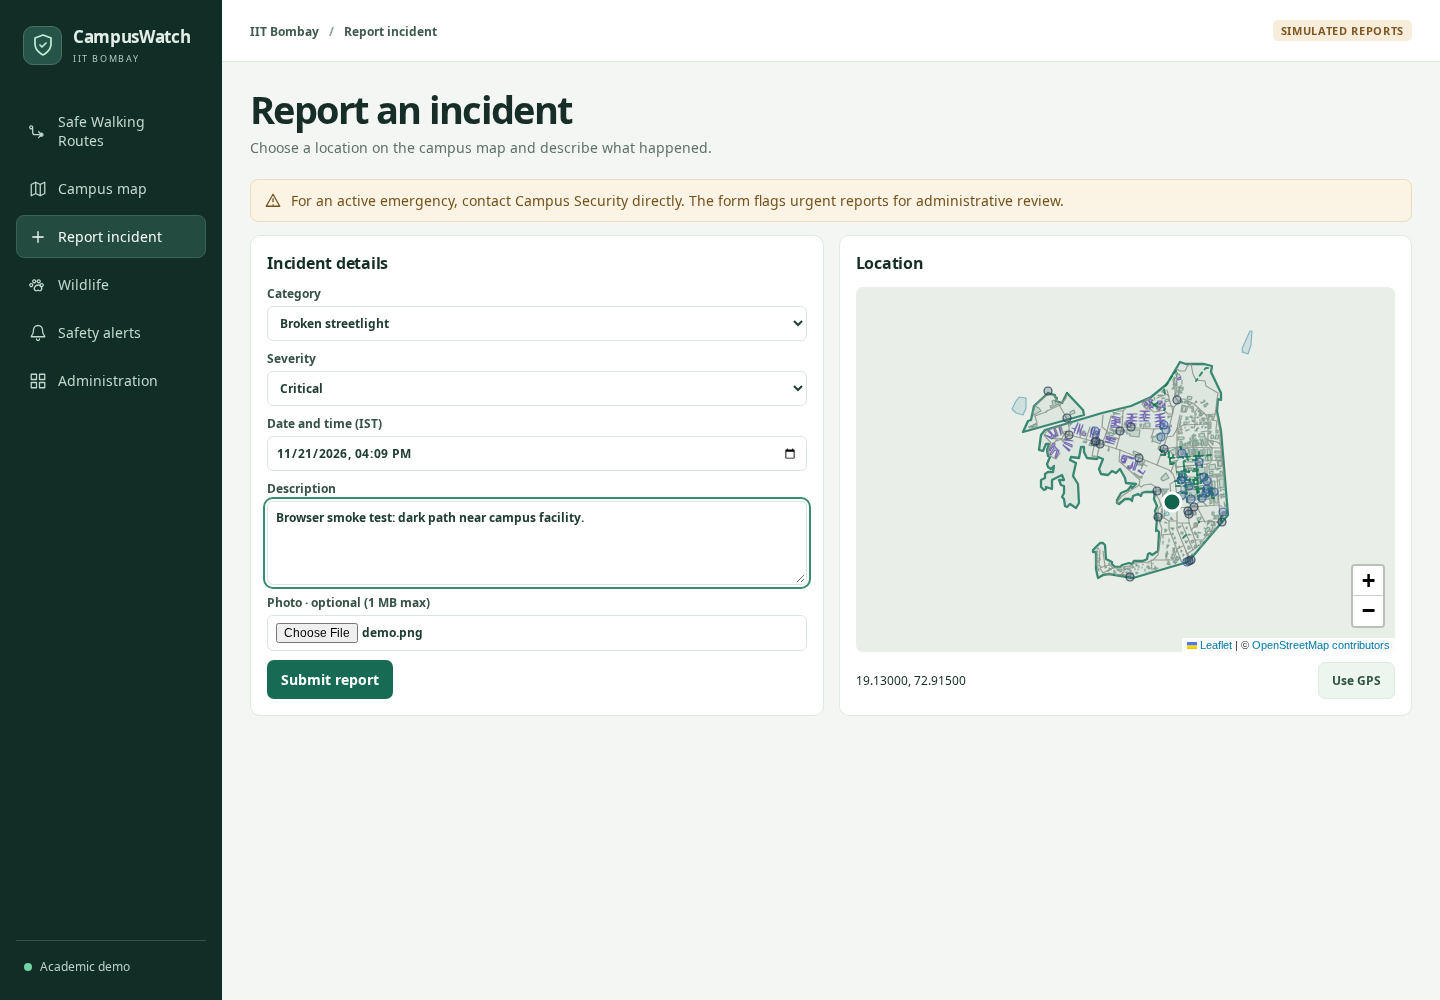 CampusWatch
IIT BOMBAY
Safe Walking
Routes
Campus map
Report incident
Wildlife
Safety alerts
Administration
Academic demo
IIT Bombay / Report incident
SIMULATED REPORTS
Report an incident
Choose a location on the campus map and describe what happened.
For an active emergency, contact Campus Security directly. The form flags urgent reports for administrative review.
Incident details
Category
Broken streetlight
Severity
Critical
Date and time (IST)
11/21/2026, 04:09 PM
Description
Browser smoke test: dark path near campus facility.
Photo · optional (1 MB max)
Choose File demo.png
Submit report
Location
+
−
Leaflet | © OpenStreetMap contributors
19.13000, 72.91500
Use GPS